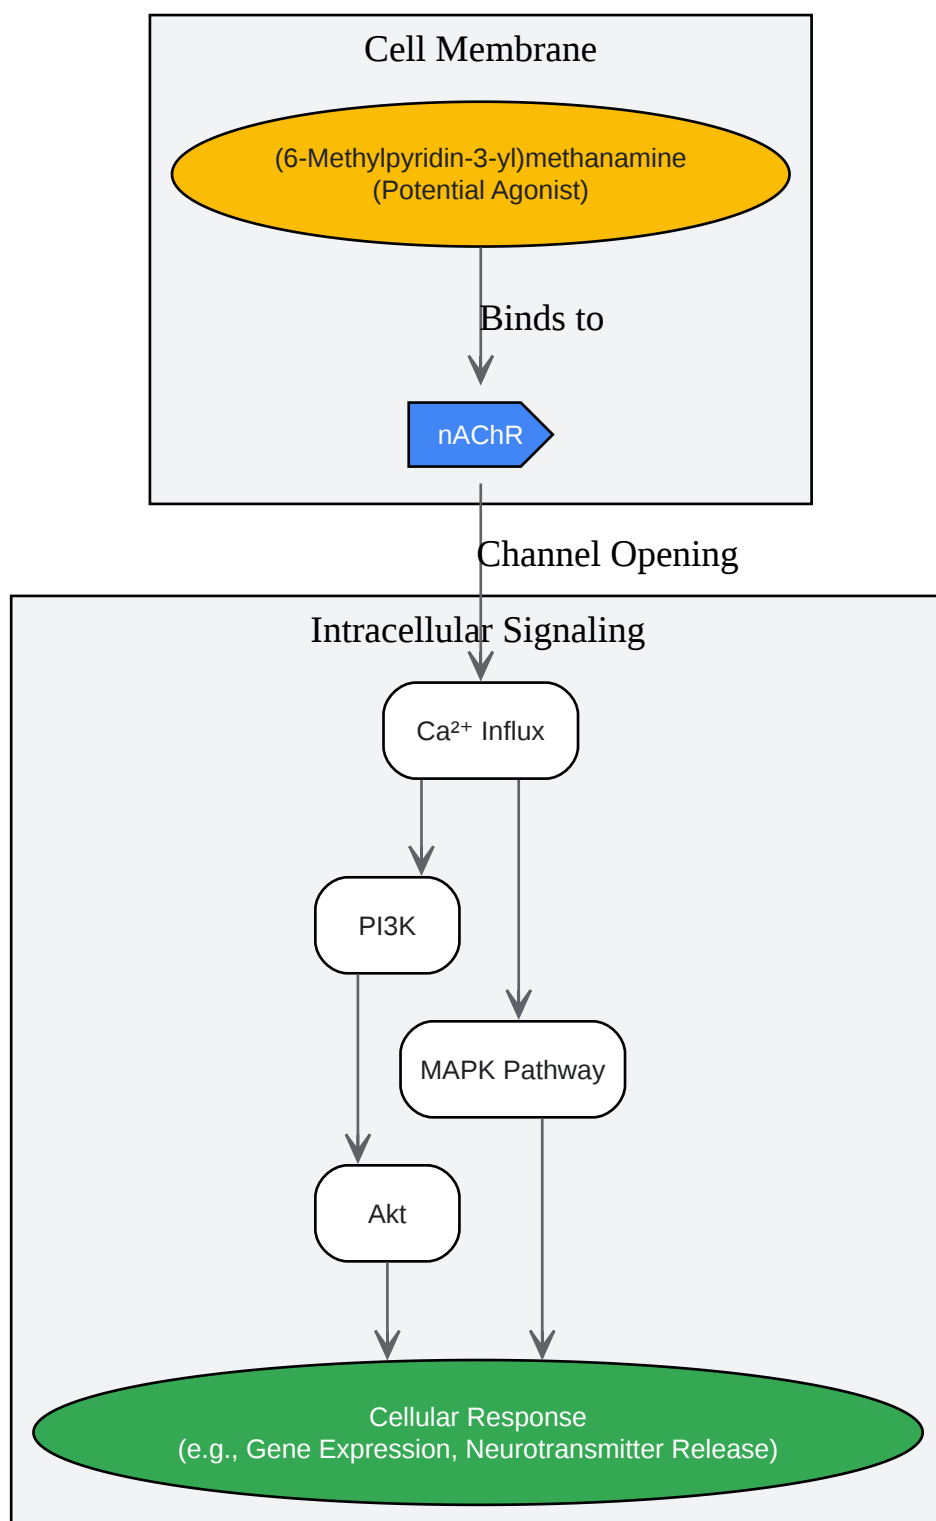 Cell Membrane
(6-Methylpyridin-3-yl)methanamine
(Potential Agonist)
Binds to
nAChR
Channel Opening
Intracellular Signaling
Ca²⁺ Influx
PI3K
MAPK Pathway
Akt
Cellular Response
(e.g., Gene Expression, Neurotransmitter Release)